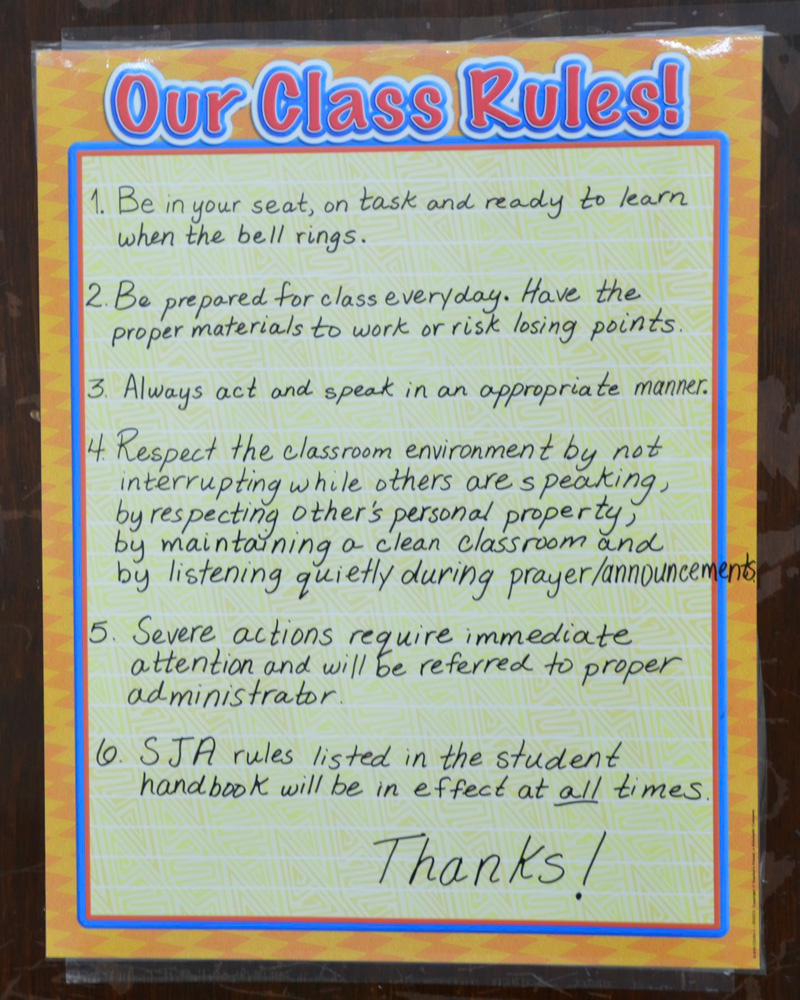 Our Class Rules!
1. Be in your seat, on task and ready to learn
when the bell rings.
2. Be prepared for class everyday. Have the
proper materials to work or risk losing points.
3. Always act and speak in an appropriate manner.
4. Respect the classroom environment by not
interrupting while others are speaking,
by respecting other's personal property,
by maintaining a clean classroom and
by listening quietly during prayer/announcements.
5. Severe actions require immediate
attention and will be referred to proper
administrator.
6. SJA rules listed in the student
handbook will be in effect at all times.
Thanks!